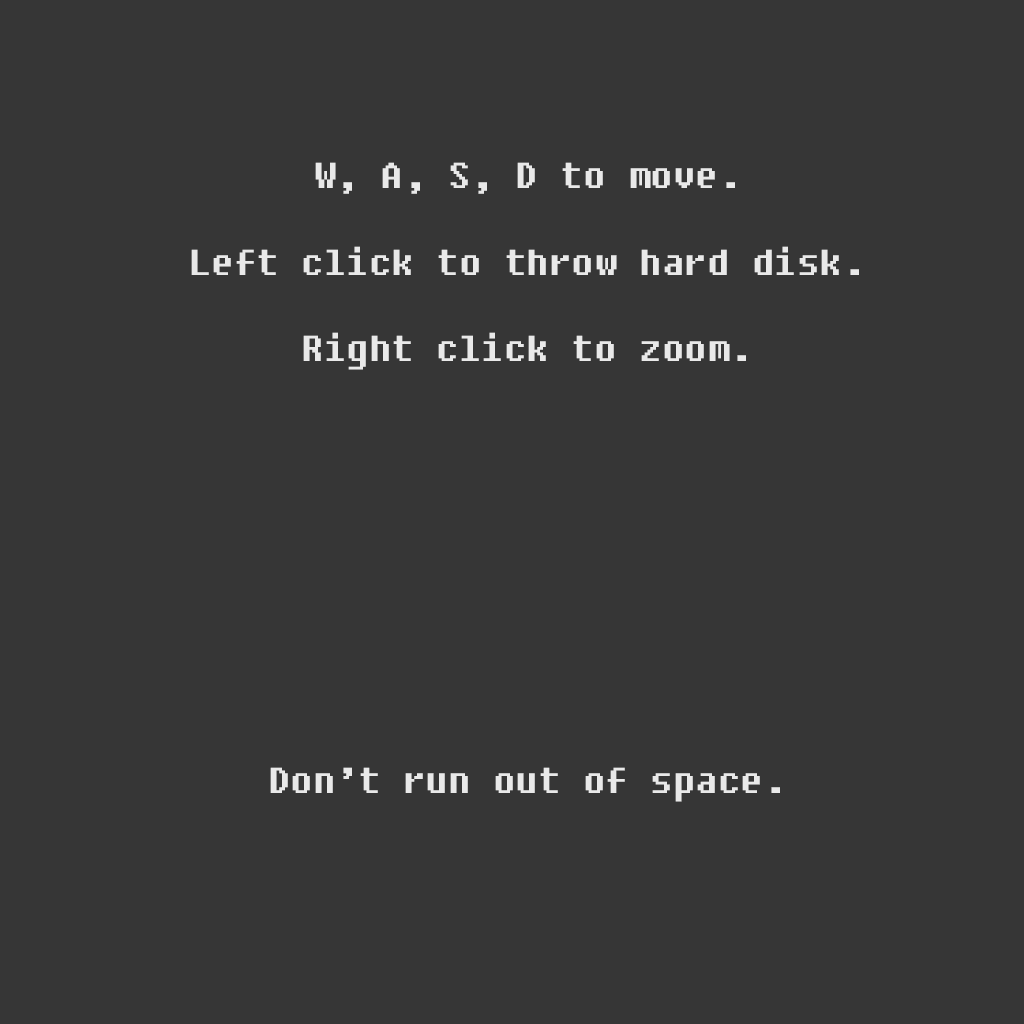 W, A, S, D to move.
Left click to throw hard disk.
Right click to zoom.
Don't run out of space.